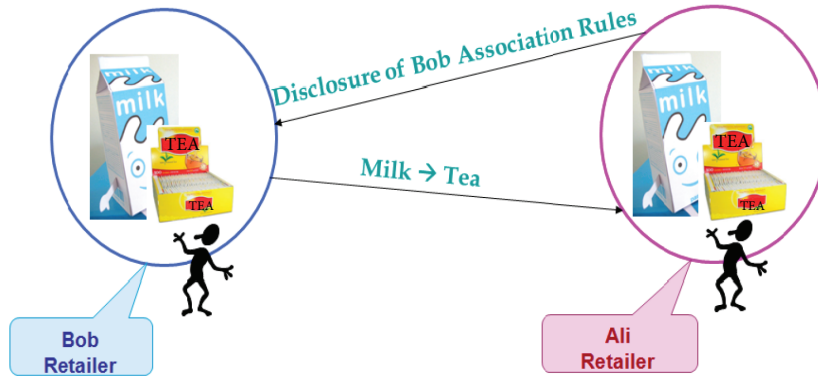 Disclosure of Bob Association Rules
milk
TEA
TEA
Milk → Tea
milk
TEA
TEA
Bob
Retailer
Ali
Retailer